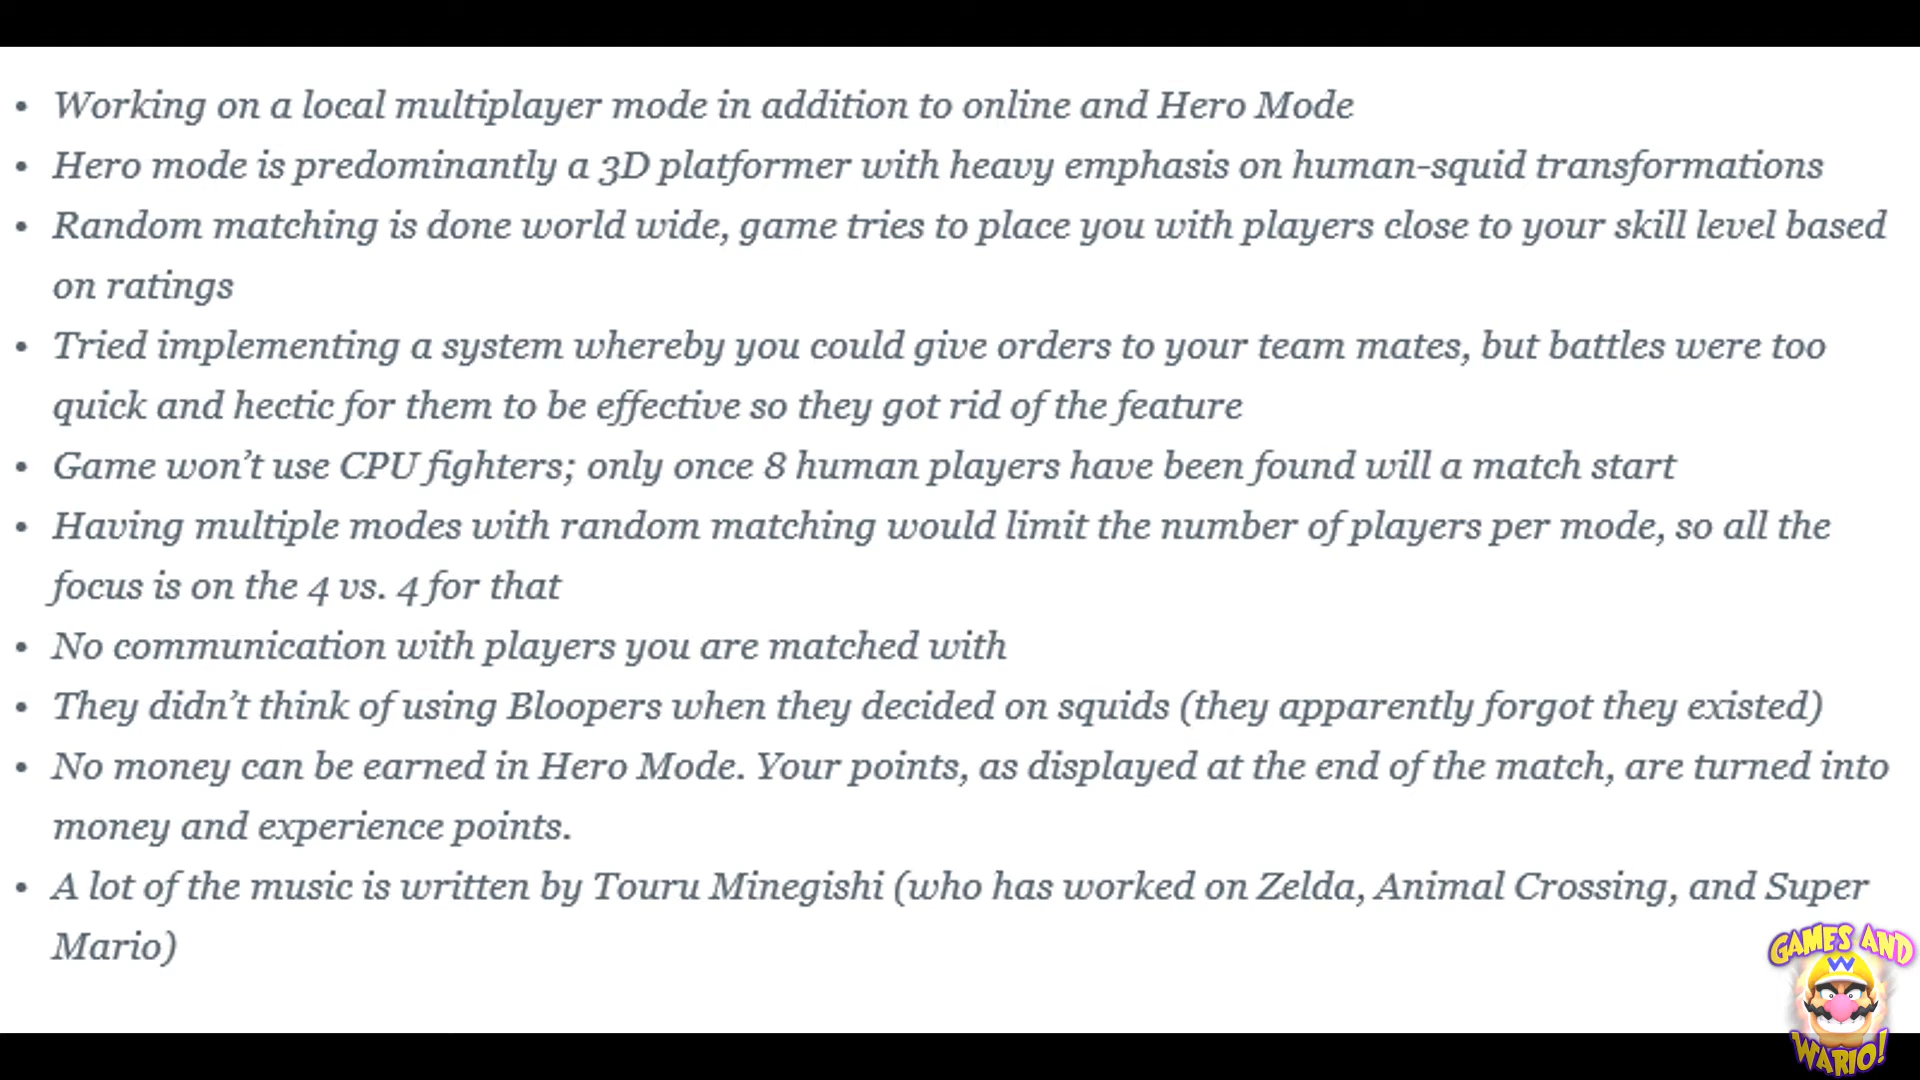 • Working on a local multiplayer mode in addition to online and Hero Mode
• Hero mode is predominantly a 3D platformer with heavy emphasis on human-squid transformations
• Random matching is done world wide, game tries to place you with players close to your skill level based
on ratings
• Tried implementing a system whereby you could give orders to your team mates, but battles were too
quick and hectic for them to be effective so they got rid of the feature
• Game won’t use CPU fighters; only once 8 human players have been found will a match start
• Having multiple modes with random matching would limit the number of players per mode, so all the
focus is on the 4 vs. 4 for that
• No communication with players you are matched with
• They didn’t think of using Bloopers when they decided on squids (they apparently forgot they existed)
• No money can be earned in Hero Mode. Your points, as displayed at the end of the match, are turned into
money and experience points.
• A lot of the music is written by Touru Minegishi (who has worked on Zelda, Animal Crossing, and Super
Mario)
GAMES AND
W
WARIO!